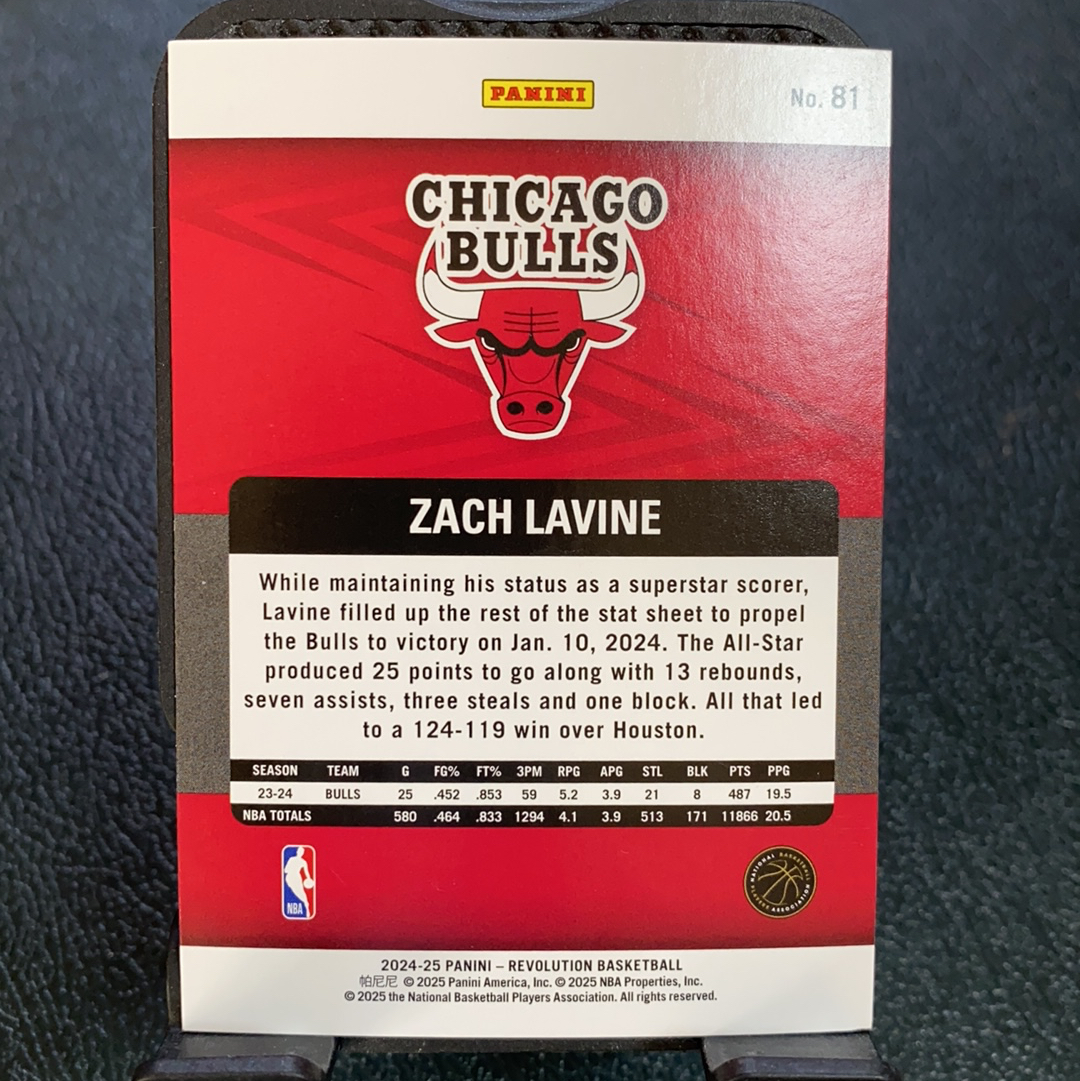 PANINI
No. 81
CHICAGO
BULLS
ZACH LAVINE
While maintaining his status as a superstar scorer,
Lavine filled up the rest of the stat sheet to propel
the Bulls to victory on Jan. 10, 2024. The All-Star
produced 25 points to go along with 13 rebounds,
seven assists, three steals and one block. All that led
to a 124-119 win over Houston.
SEASON TEAM G FG% FT% 3PM RPG APG STL BLK PTS PPG
23-24 BULLS 25 .452 .853 59 5.2 3.9 21 8 487 19.5
NBA TOTALS 580 .464 .833 1294 4.1 3.9 513 171 11866 20.5
NBA
NATIONAL BASKETBALL
PLAYERS ASSOCIATION
2024-25 PANINI – REVOLUTION BASKETBALL
帕尼尼 © 2025 Panini America, Inc. © 2025 NBA Properties, Inc.
© 2025 the National Basketball Players Association. All rights reserved.